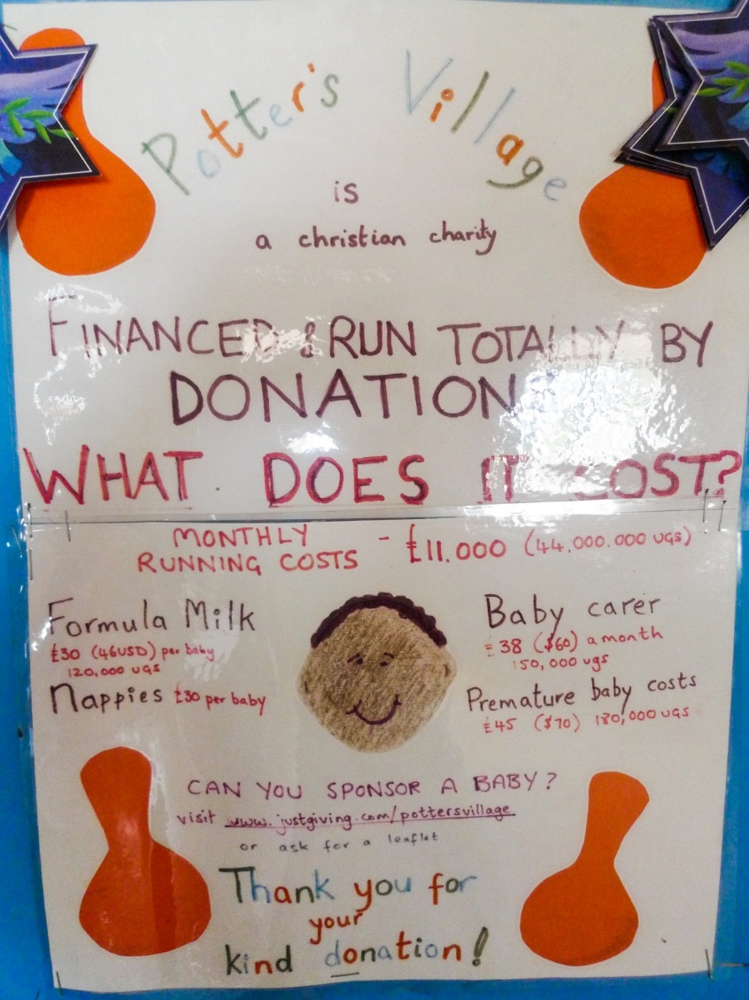 Potter's Village
is
a christian charity
FINANCED & RUN TOTALLY BY
DONATIONS
WHAT DOES IT COST?
MONTHLY
RUNNING COSTS - £11.000 (44.000.000 UGS)
Formula Milk
£30 (46USD) per baby
120,000 UGS
Nappies £30 per baby
Baby carer
£38 ($60) a month
150,000 ugs
Premature baby costs
£45 ($70) 180,000 UGS
CAN YOU SPONSOR A BABY?
visit www.justgiving.com/pottersvillage
or ask for a leaflet
Thank you for
your
kind donation!